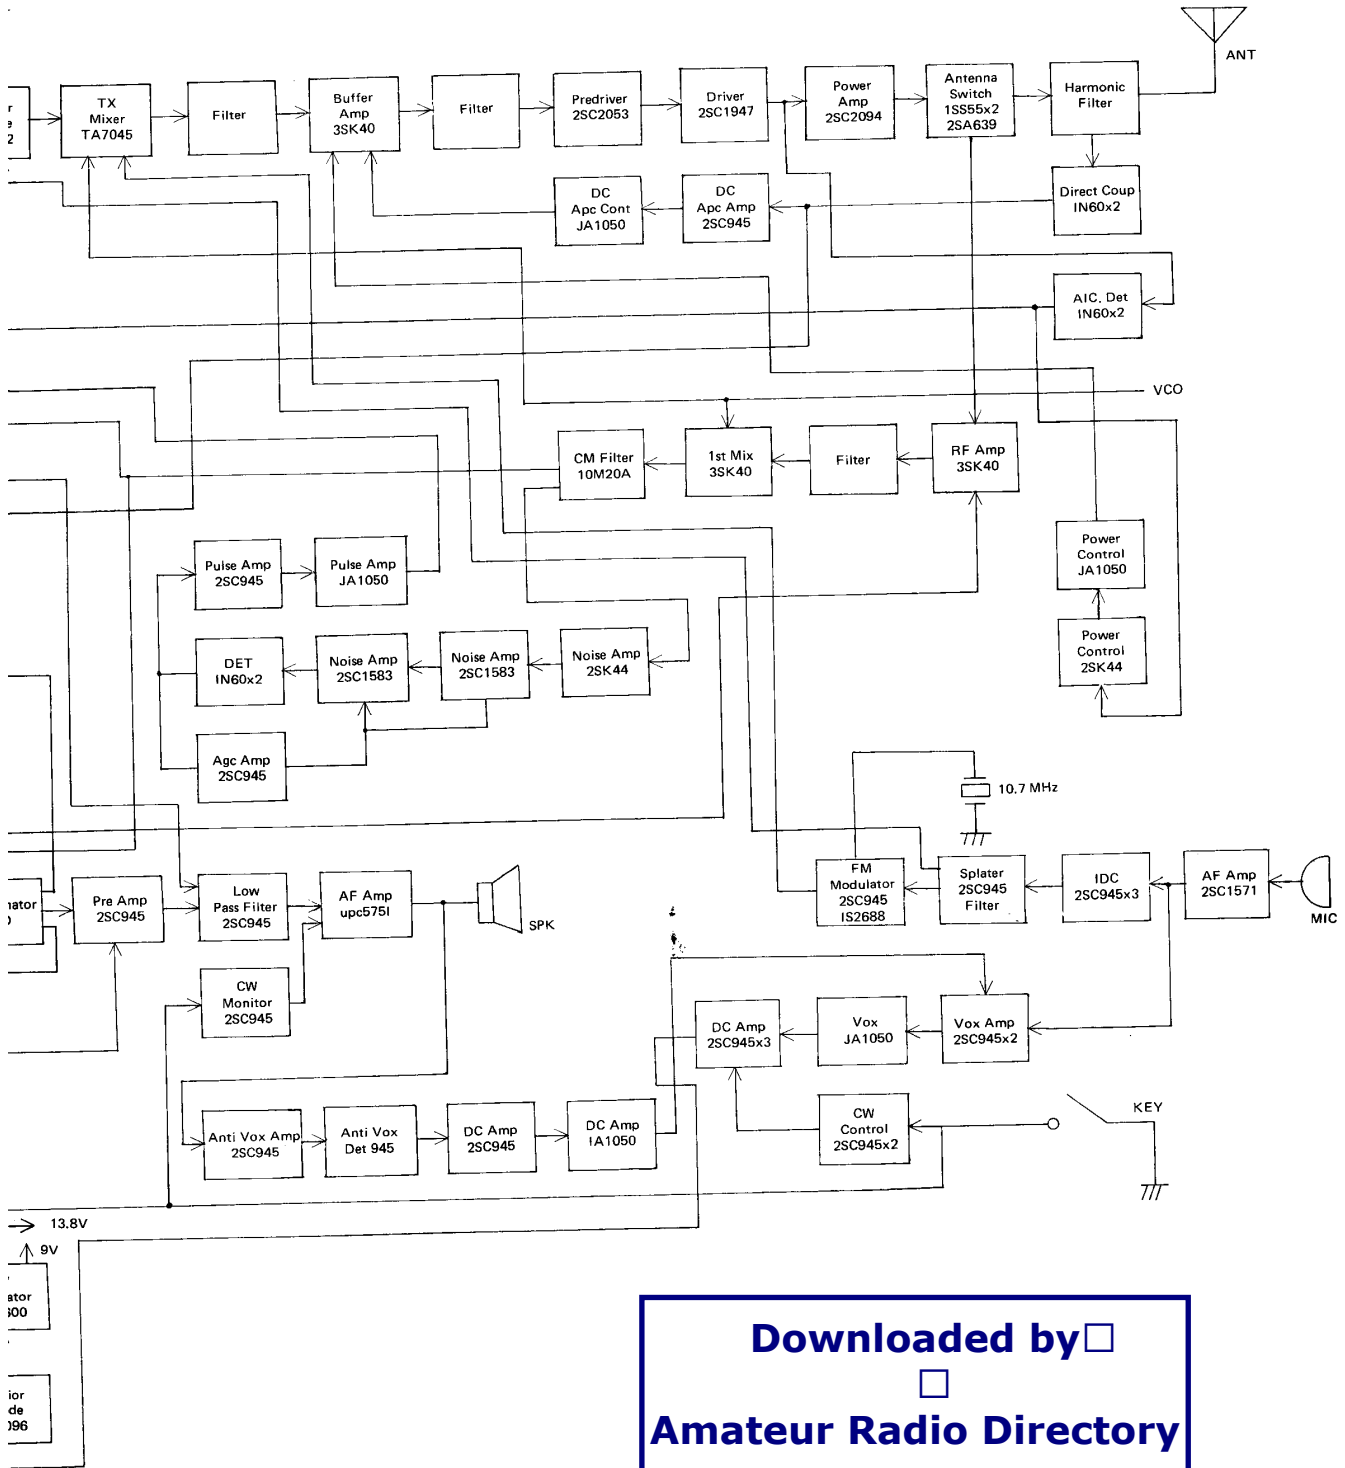 ANT
TX
Mixer
TA7045
Filter
Buffer
Amp
3SK40
Filter
Predriver
2SC2053
Driver
2SC1947
Power
Amp
2SC2094
Antenna
Switch
1SS55x2
2SA639
Harmonic
Filter
DC
Apc Cont
JA1050
DC
Apc Amp
2SC945
Direct Coup
IN60x2
AIC. Det
IN60x2
VCO
CM Filter
10M20A
1st Mix
3SK40
Filter
RF Amp
3SK40
Pulse Amp
2SC945
Pulse Amp
JA1050
Power
Control
JA1050
DET
IN60x2
Noise Amp
2SC1583
Noise Amp
2SC1583
Noise Amp
2SK44
Power
Control
2SK44
Agc Amp
2SC945
10.7 MHz
Pre Amp
2SC945
Low
Pass Filter
2SC945
AF Amp
upc575I
SPK
FM
Modulator
2SC945
IS2688
Splater
2SC945
Filter
IDC
2SC945x3
AF Amp
2SC1571
MIC
CW
Monitor
2SC945
DC Amp
2SC945x3
Vox
JA1050
Vox Amp
2SC945x2
Anti Vox Amp
2SC945
Anti Vox
Det 945
DC Amp
2SC945
DC Amp
IA1050
CW
Control
2SC945x2
KEY
13.8V
9V
Downloaded by□
□
Amateur Radio Directory